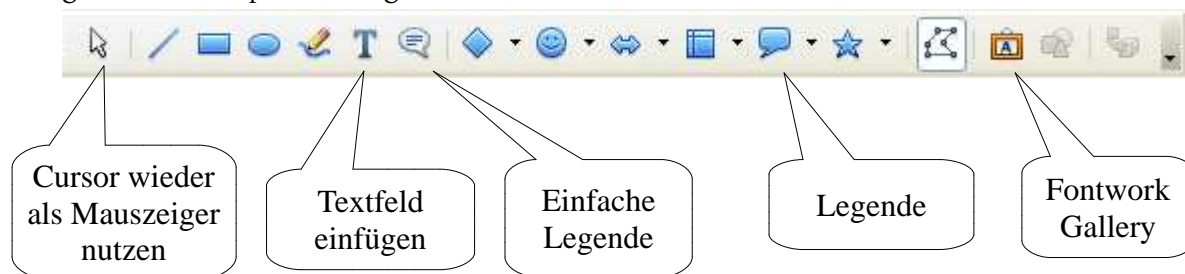 T
A
Cursor wieder
als Mauszeiger
nutzen
Textfeld
einfügen
Einfache
Legende
Legende
Fontwork
Gallery